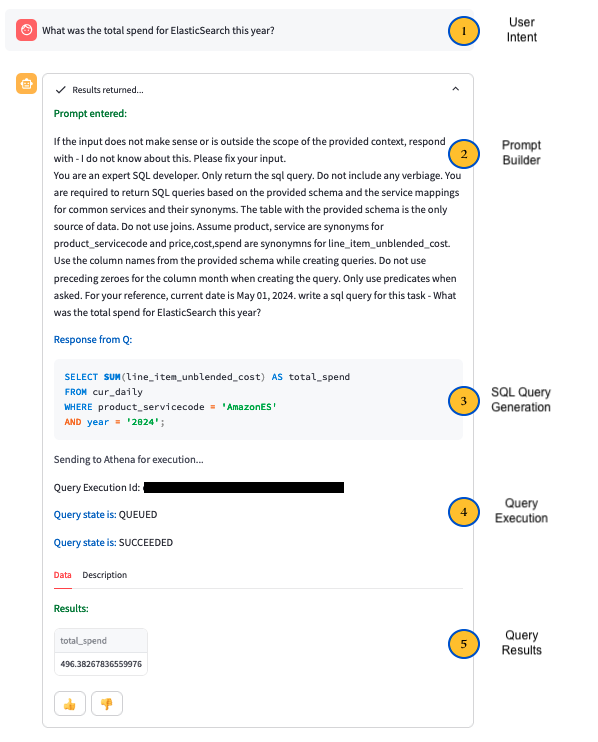 What was the total spend for ElasticSearch this year?
1
User
Intent
Results returned...
Prompt entered:
If the input does not make sense or is outside the scope of the provided context, respond
with - I do not know about this. Please fix your input.
2
Prompt
Builder
You are an expert SQL developer. Only return the sql query. Do not include any verbiage. You
are required to return SQL queries based on the provided schema and the service mappings
for common services and their synonyms. The table with the provided schema is the only
source of data. Do not use joins. Assume product, service are synonyms for
product_servicecode and price,cost,spend are synonymns for line_item_unblended_cost.
Use the column names from the provided schema while creating queries. Do not use
preceding zeroes for the column month when creating the query. Only use predicates when
asked. For your reference, current date is May 01, 2024. write a sql query for this task - What
was the total spend for ElasticSearch this year?
Response from Q:
SELECT SUM(line_item_unblended_cost) AS total_spend
FROM cur_daily
WHERE product_servicecode = 'AmazonES'
AND year = '2024';
3
SQL Query
Generation
Sending to Athena for execution...
Query Execution Id:
Query state is: QUEUED
4
Query
Execution
Query state is: SUCCEEDED
Data Description
Results:
total_spend
496.38267836559976
5
Query
Results